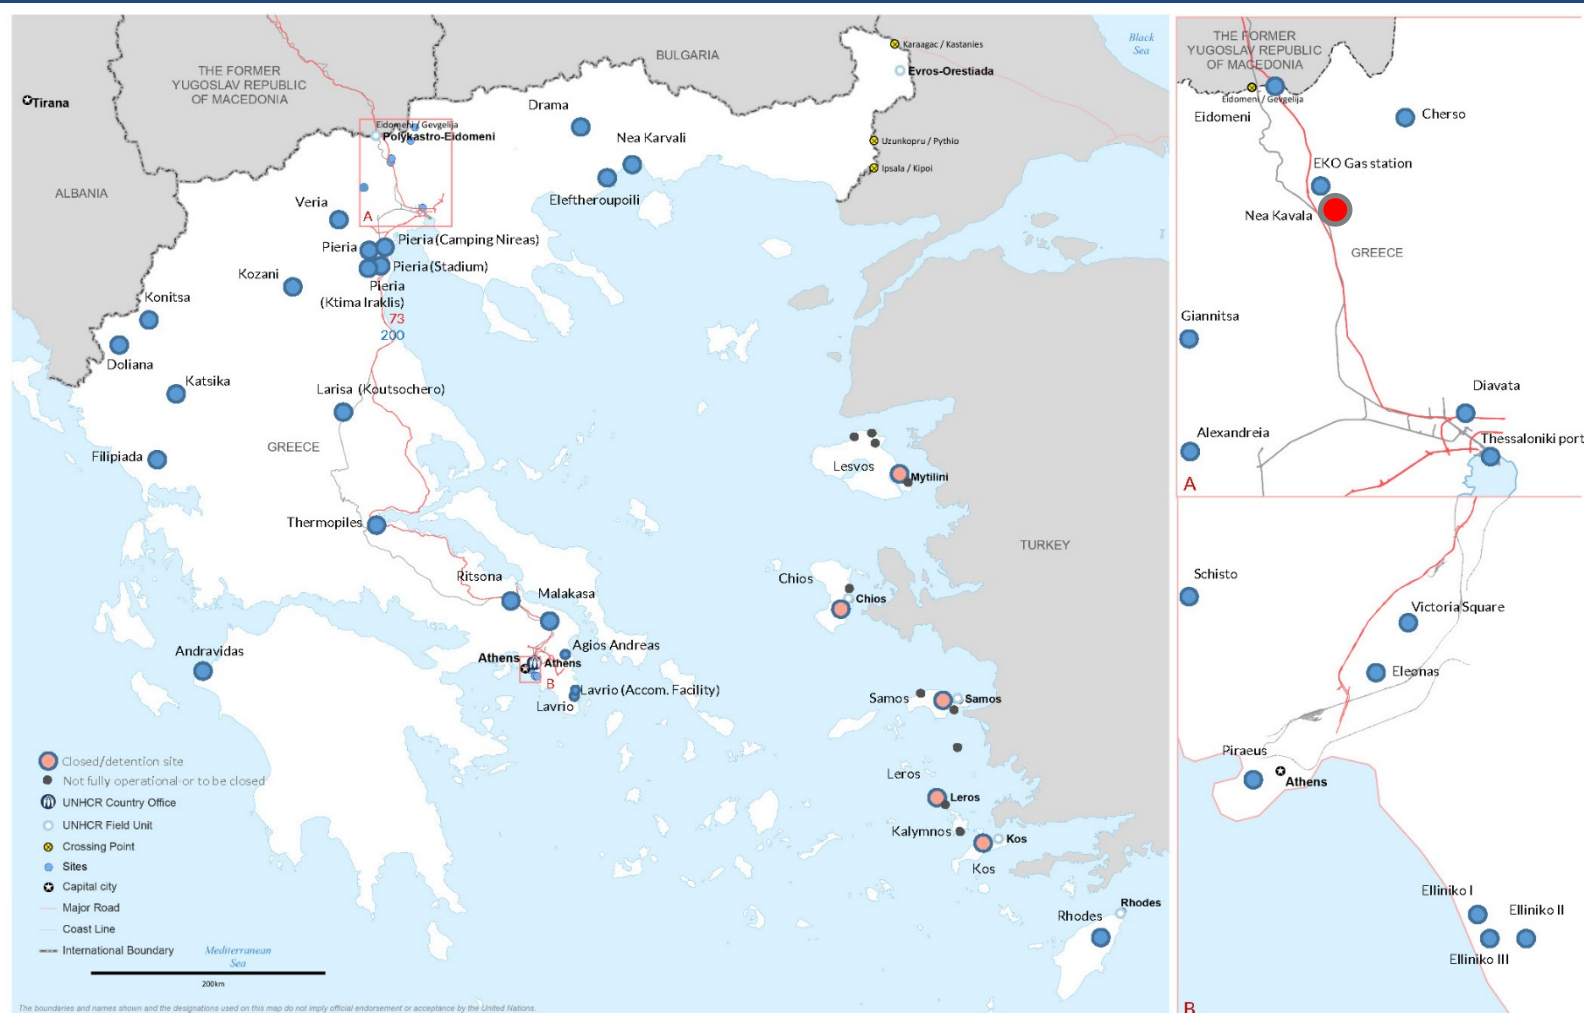 THE FORMER
YUGOSLAV REPUBLIC
OF MACEDONIA
BULGARIA
Black
Sea
Karaagac / Kastanies
Evros-Orestiada
Tirana
Drama
Eidomeni / Gevgelija
Polykastro-Eidomeni
Nea Karvali
Uzunkopru / Pythio
Ipsala / Kipoi
ALBANIA
Veria
A
Eleftheroupoili
Pieria
Pieria (Camping Nireas)
Kozani
Pieria (Stadium)
Pieria
(Ktima Iraklis)
73
200
Konitsa
Doliana
Katsika
Larisa (Koutsochero)
GREECE
Filipiada
Lesvos
Mytilini
Thermopiles
TURKEY
Ritsona
Malakasa
Chios
Chios
Andravidas
Agios Andreas
Athens
Athens
B
Lavrio (Accom. Facility)
Lavrio
Samos
Samos
Leros
Leros
Kalymnos
Kos
Kos
Rhodes
Rhodes
Closed/detention site
Not fully operational or to be closed
UNHCR Country Office
UNHCR Field Unit
Crossing Point
Sites
Capital city
Major Road
Coast Line
International Boundary
Mediterranean
Sea
200km
The boundaries and names shown and the designations used on this map do not imply official endorsement or acceptance by the United Nations.
THE FORMER
YUGOSLAV REPUBLIC
OF MACEDONIA
Eidomeni / Gevgelija
Eidomeni
Cherso
EKO Gas station
Nea Kavala
GREECE
Giannitsa
Diavata
Alexandreia
Thessaloniki port
A
Schisto
Victoria Square
Eleonas
Piraeus
Athens
Elliniko I
Elliniko II
Elliniko III
B